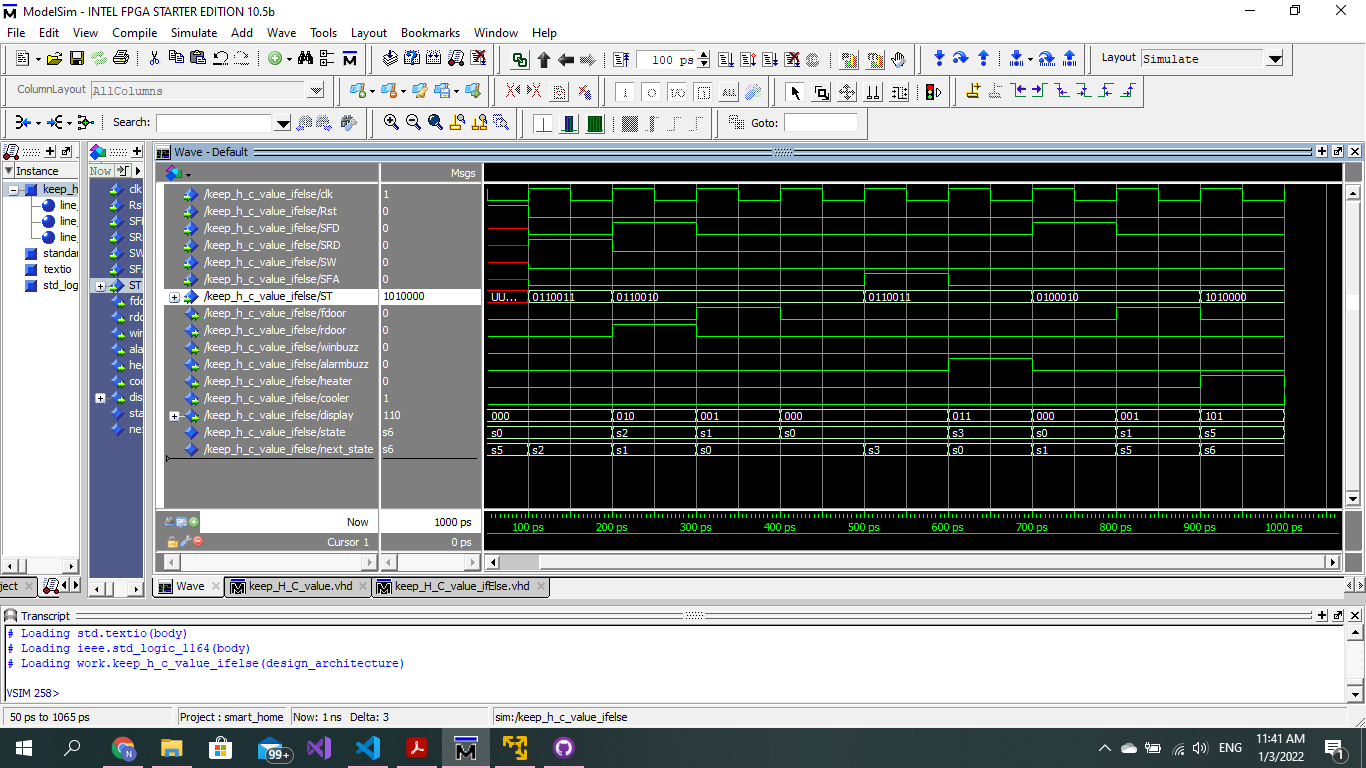 ModelSim - INTEL FPGA STARTER EDITION 10.5b
File Edit View Compile Simulate Add Wave Tools Layout Bookmarks Window Help
100 ps
Layout Simulate
ColumnLayout AllColumns
ALL
Search:
Goto:
Wave - Default
Instance
Now
Msgs
keep_h
line_
line_
line_
standar
textio
std_log
clk
Rst
SFD
SRD
SW
SFA
ST
fdoor
rdo
win
ala
hea
coo
dis
sta
ne
/keep_h_c_value_ifelse/clk 1
/keep_h_c_value_ifelse/Rst 0
/keep_h_c_value_ifelse/SFD 0
/keep_h_c_value_ifelse/SRD 0
/keep_h_c_value_ifelse/SW 0
/keep_h_c_value_ifelse/SFA 0
/keep_h_c_value_ifelse/ST 1010000 UU... 0110011 0110010 0110011 0100010 1010000
/keep_h_c_value_ifelse/fdoor 0
/keep_h_c_value_ifelse/rdoor 0
/keep_h_c_value_ifelse/winbuzz 0
/keep_h_c_value_ifelse/alarmbuzz 0
/keep_h_c_value_ifelse/heater 0
/keep_h_c_value_ifelse/cooler 1
/keep_h_c_value_ifelse/display 110 000 010 001 000 011 000 001 101
/keep_h_c_value_ifelse/state s6 s0 s2 s1 s0 s3 s0 s1 s5
/keep_h_c_value_ifelse/next_state s6 s5 s2 s1 s0 s3 s0 s1 s5 s6
Now 1000 ps
100 ps 200 ps 300 ps 400 ps 500 ps 600 ps 700 ps 800 ps 900 ps 1000 ps
Cursor 1 0 ps
ject
Wave
keep_H_C_value.vhd
keep_H_C_value_ifElse.vhd
Transcript
# Loading std.textio(body)
# Loading ieee.std_logic_1164(body)
# Loading work.keep_h_c_value_ifelse(design_architecture)
VSIM 258>
50 ps to 1065 ps
Project : smart_home
Now: 1 ns Delta: 3
sim:/keep_h_c_value_ifelse
N
99+
ENG
11:41 AM
1/3/2022
1